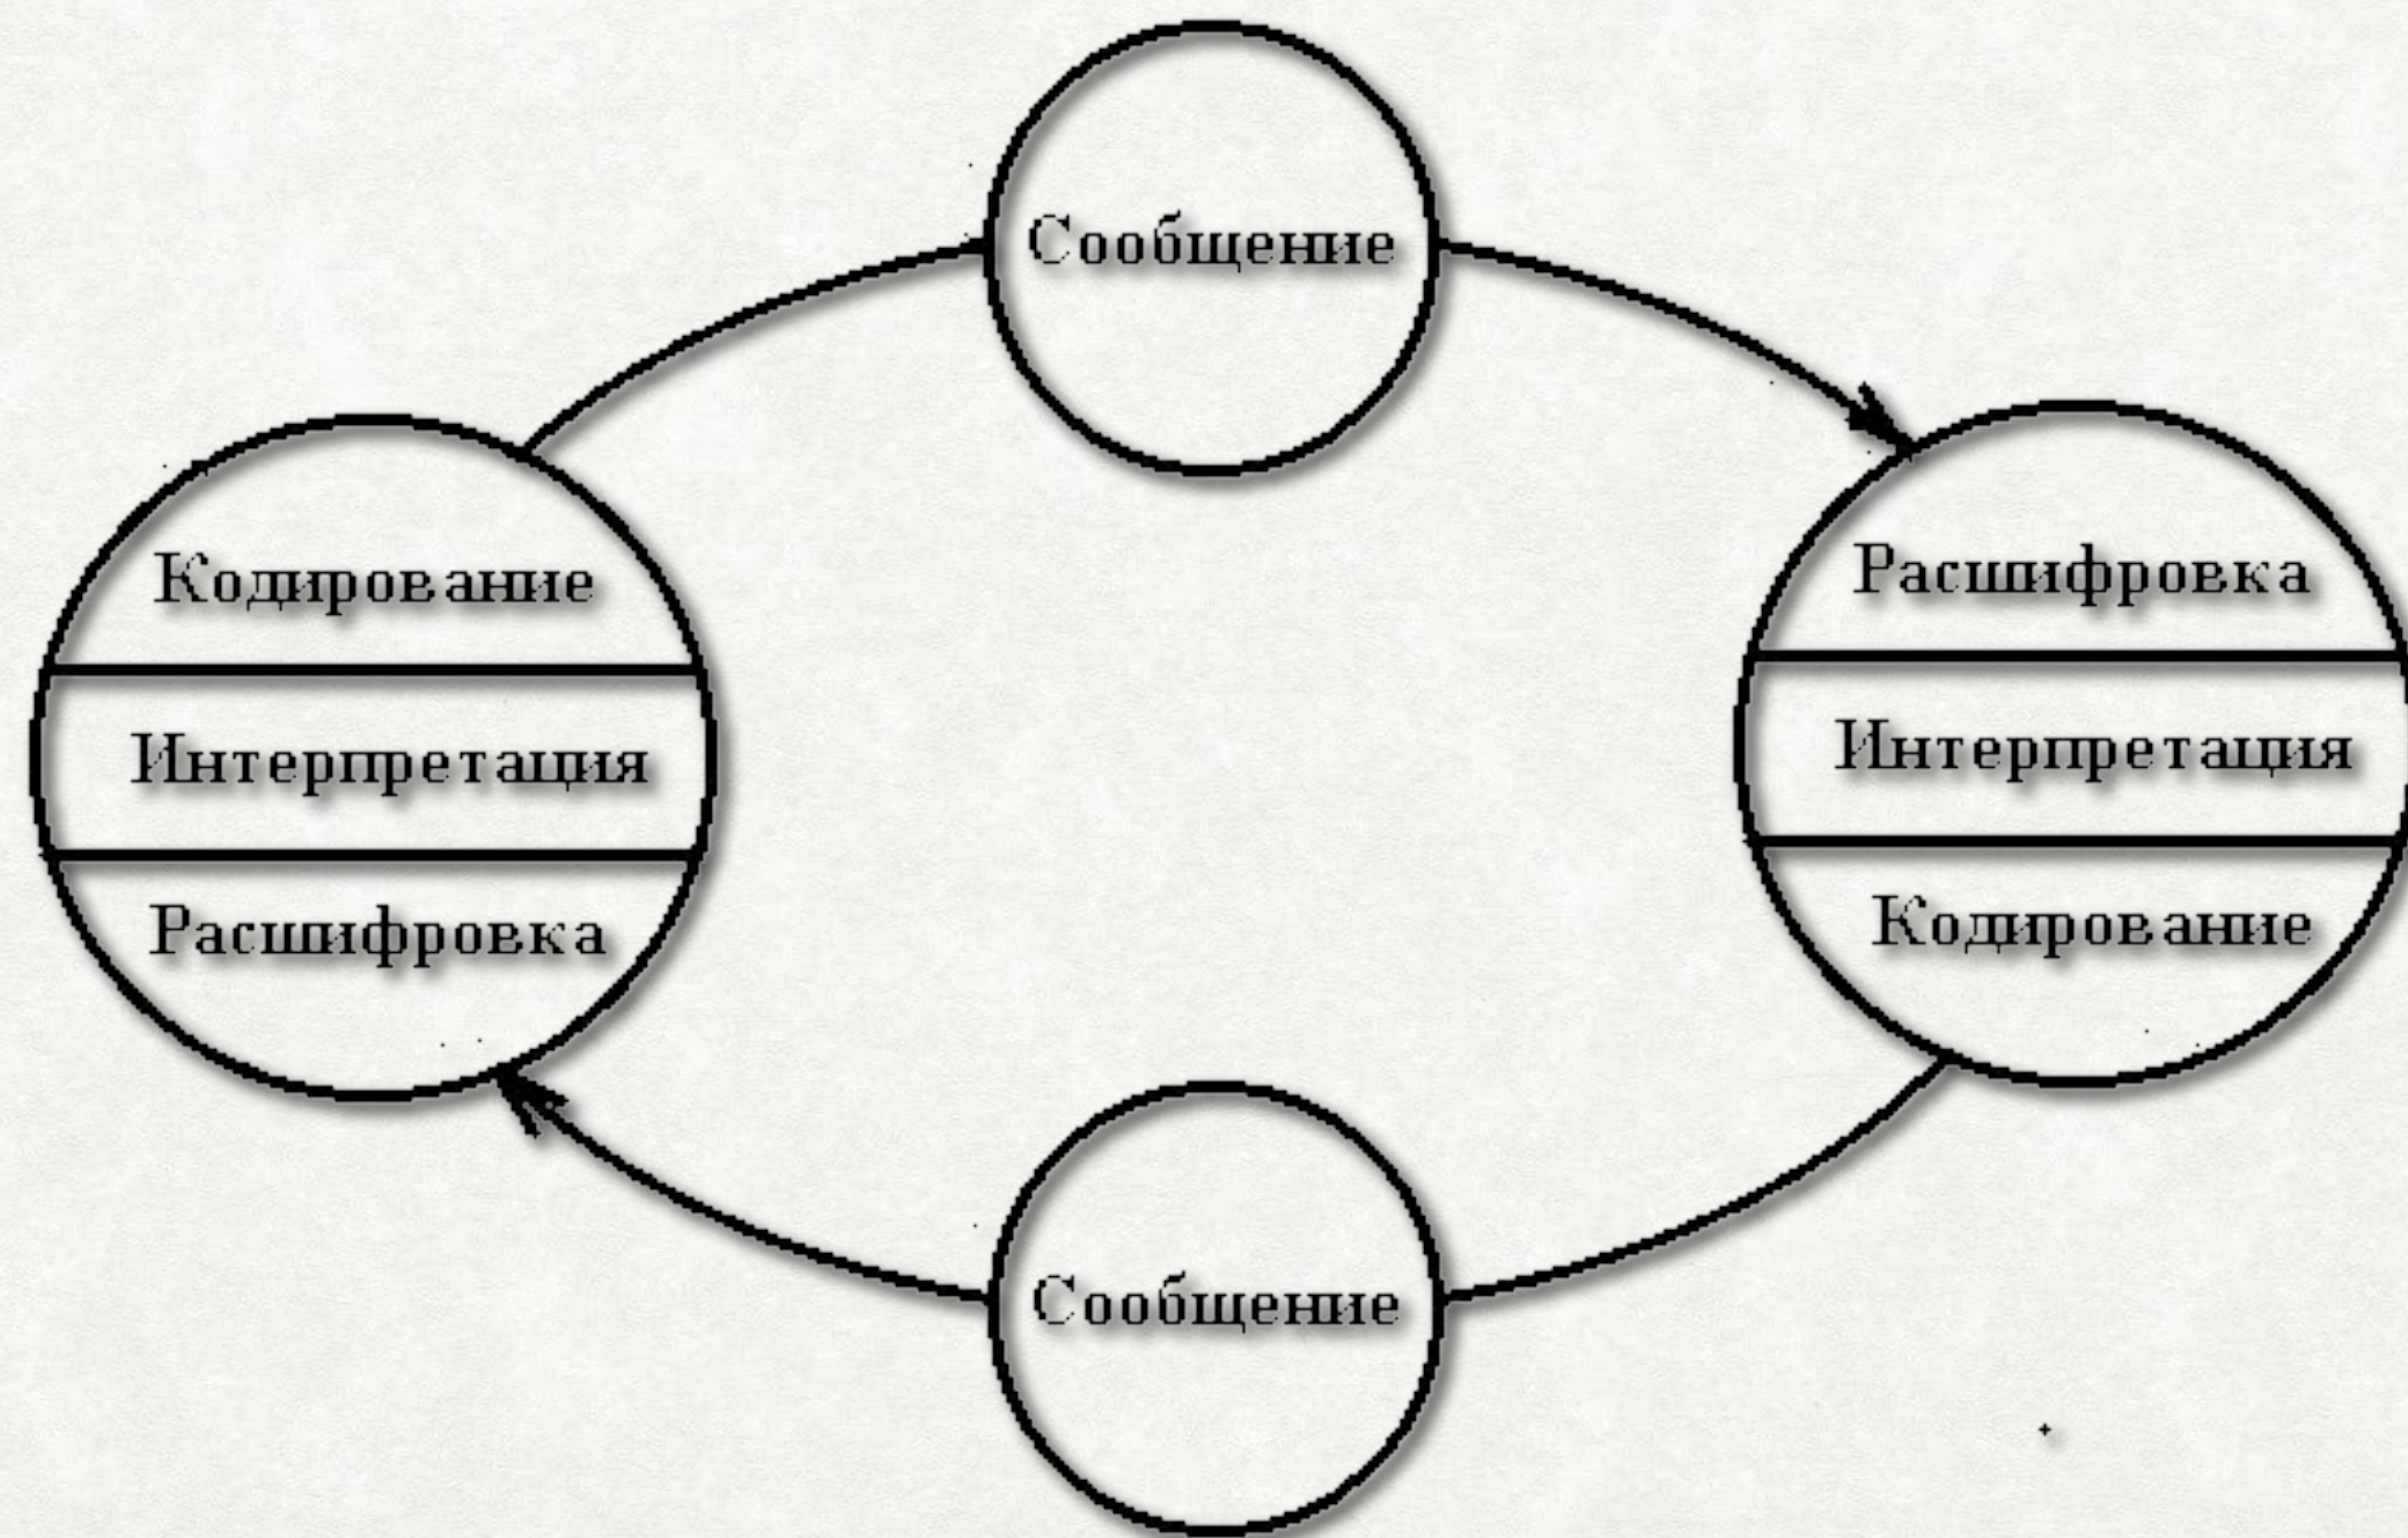 Сообщение
Кодирование
Интерпретация
Расшифровка
Расшифровка
Интерпретация
Кодирование
Сообщение